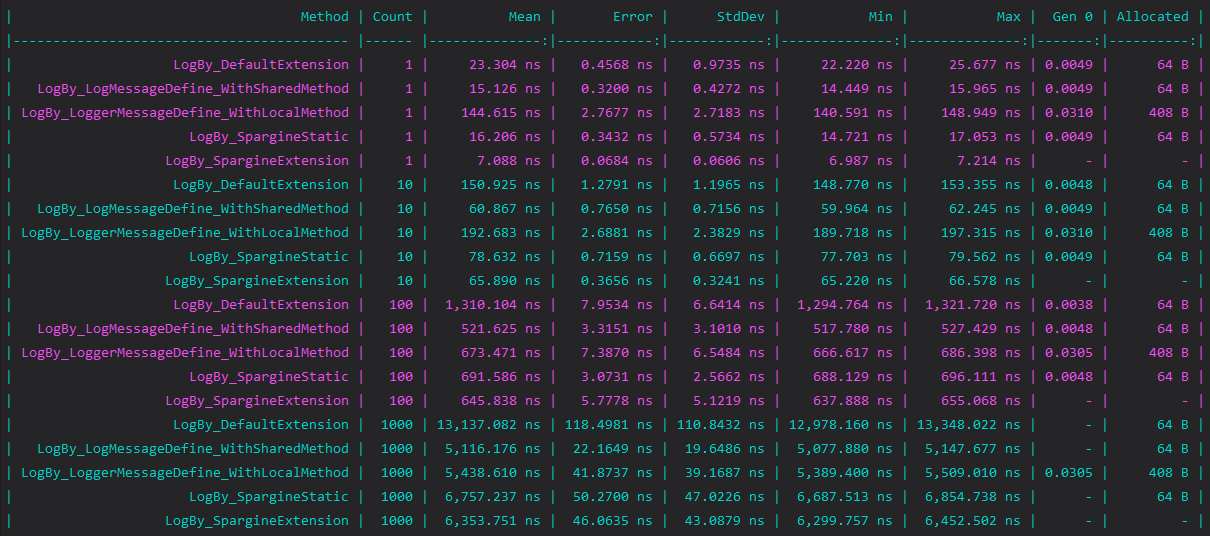 | Method | Count | Mean | Error | StdDev | Min | Max | Gen 0 | Allocated |
|------------------------------------------ |------ |--------------:|------------:|------------:|--------------:|--------------:|-------:|----------:|
| LogBy_DefaultExtension | 1 | 23.304 ns | 0.4568 ns | 0.9735 ns | 22.220 ns | 25.677 ns | 0.0049 | 64 B |
| LogBy_LogMessageDefine_WithSharedMethod | 1 | 15.126 ns | 0.3200 ns | 0.4272 ns | 14.449 ns | 15.965 ns | 0.0049 | 64 B |
| LogBy_LoggerMessageDefine_WithLocalMethod | 1 | 144.615 ns | 2.7677 ns | 2.7183 ns | 140.591 ns | 148.949 ns | 0.0310 | 408 B |
| LogBy_SpargineStatic | 1 | 16.206 ns | 0.3432 ns | 0.5734 ns | 14.721 ns | 17.053 ns | 0.0049 | 64 B |
| LogBy_SpargineExtension | 1 | 7.088 ns | 0.0684 ns | 0.0606 ns | 6.987 ns | 7.214 ns | - | - |
| LogBy_DefaultExtension | 10 | 150.925 ns | 1.2791 ns | 1.1965 ns | 148.770 ns | 153.355 ns | 0.0048 | 64 B |
| LogBy_LogMessageDefine_WithSharedMethod | 10 | 60.867 ns | 0.7650 ns | 0.7156 ns | 59.964 ns | 62.245 ns | 0.0049 | 64 B |
| LogBy_LoggerMessageDefine_WithLocalMethod | 10 | 192.683 ns | 2.6881 ns | 2.3829 ns | 189.718 ns | 197.315 ns | 0.0310 | 408 B |
| LogBy_SpargineStatic | 10 | 78.632 ns | 0.7159 ns | 0.6697 ns | 77.703 ns | 79.562 ns | 0.0049 | 64 B |
| LogBy_SpargineExtension | 10 | 65.890 ns | 0.3656 ns | 0.3241 ns | 65.220 ns | 66.578 ns | - | - |
| LogBy_DefaultExtension | 100 | 1,310.104 ns | 7.9534 ns | 6.6414 ns | 1,294.764 ns | 1,321.720 ns | 0.0038 | 64 B |
| LogBy_LogMessageDefine_WithSharedMethod | 100 | 521.625 ns | 3.3151 ns | 3.1010 ns | 517.780 ns | 527.429 ns | 0.0048 | 64 B |
| LogBy_LoggerMessageDefine_WithLocalMethod | 100 | 673.471 ns | 7.3870 ns | 6.5484 ns | 666.617 ns | 686.398 ns | 0.0305 | 408 B |
| LogBy_SpargineStatic | 100 | 691.586 ns | 3.0731 ns | 2.5662 ns | 688.129 ns | 696.111 ns | 0.0048 | 64 B |
| LogBy_SpargineExtension | 100 | 645.838 ns | 5.7778 ns | 5.1219 ns | 637.888 ns | 655.068 ns | - | - |
| LogBy_DefaultExtension | 1000 | 13,137.082 ns | 118.4981 ns | 110.8432 ns | 12,978.160 ns | 13,348.022 ns | - | 64 B |
| LogBy_LogMessageDefine_WithSharedMethod | 1000 | 5,116.176 ns | 22.1649 ns | 19.6486 ns | 5,077.880 ns | 5,147.677 ns | - | 64 B |
| LogBy_LoggerMessageDefine_WithLocalMethod | 1000 | 5,438.610 ns | 41.8737 ns | 39.1687 ns | 5,389.400 ns | 5,509.010 ns | 0.0305 | 408 B |
| LogBy_SpargineStatic | 1000 | 6,757.237 ns | 50.2700 ns | 47.0226 ns | 6,687.513 ns | 6,854.738 ns | - | 64 B |
| LogBy_SpargineExtension | 1000 | 6,353.751 ns | 46.0635 ns | 43.0879 ns | 6,299.757 ns | 6,452.502 ns | - | - |